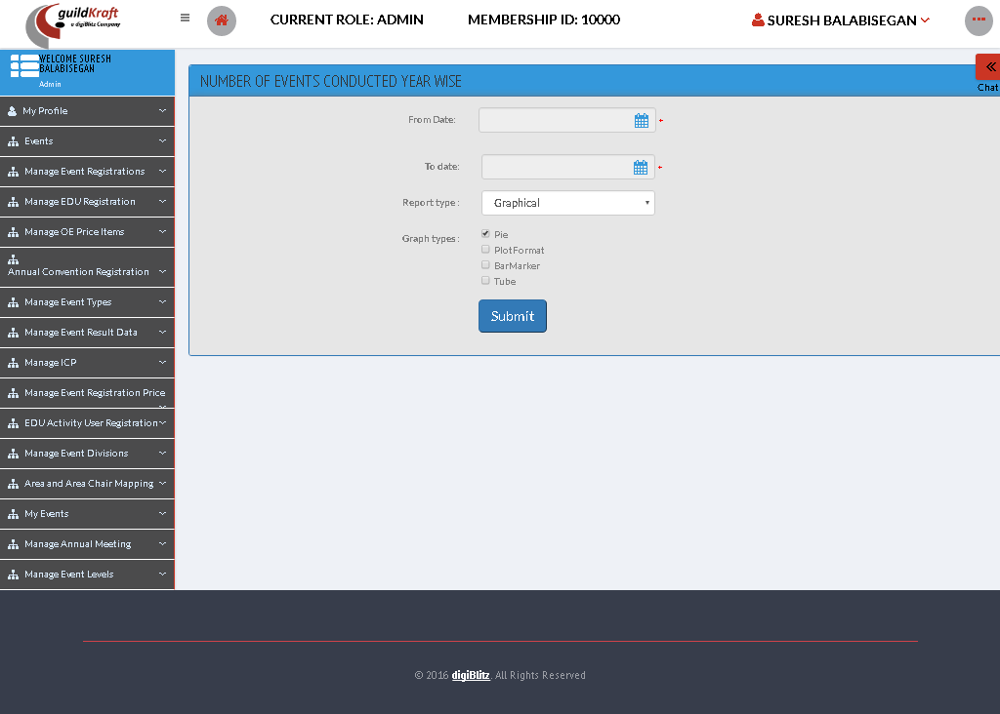 guildKraft
a digiBlitz Company
CURRENT ROLE: ADMIN
MEMBERSHIP ID: 10000
SURESH BALABISEGAN
WELCOME SURESH
BALABISEGAN
Admin
Chat
My Profile
Events
Manage Event Registrations
Manage EDU Registration
Manage OE Price Items
Annual Convention Registration
Manage Event Types
Manage Event Result Data
Manage ICP
Manage Event Registration Price
EDU Activity User Registration
Manage Event Divisions
Area and Area Chair Mapping
My Events
Manage Annual Meeting
Manage Event Levels
NUMBER OF EVENTS CONDUCTED YEAR WISE
From Date:
To date:
Report type : Graphical
Graph types : Pie
PlotFormat
BarMarker
Tube
Submit
© 2016 digiBlitz. All Rights Reserved